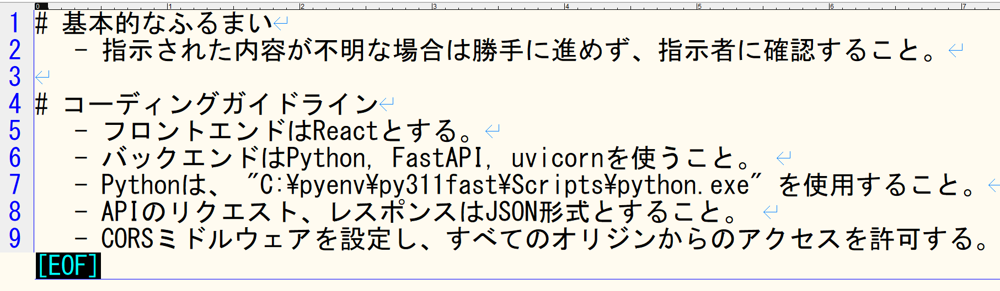 0 1 2 3 4 5 6 7
1 # 基本的なふるまい
2 - 指示された内容が不明な場合は勝手に進めず、指示者に確認すること。
3
4 # コーディングガイドライン
5 - フロントエンドはReactとする。
6 - バックエンドはPython, FastAPI, uvicornを使うこと。
7 - Pythonは、 "C:¥pyenv¥py311fast¥Scripts¥python.exe" を使用すること。
8 - APIのリクエスト、レスポンスはJSON形式とすること。
9 - CORSミドルウェアを設定し、すべてのオリジンからのアクセスを許可する。
[EOF]